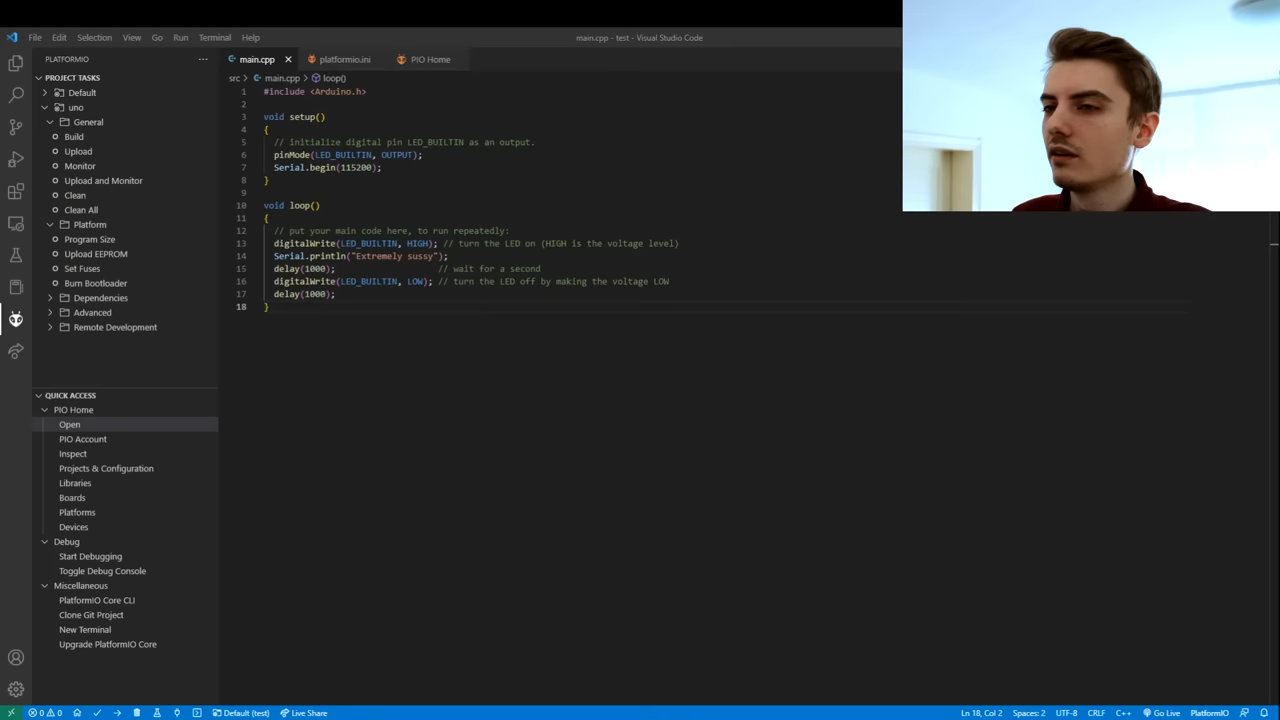 File Edit Selection View Go Run Terminal Help
main.cpp - test - Visual Studio Code
PLATFORMIO ...
PROJECT TASKS
Default
uno
General
Build
Upload
Monitor
Upload and Monitor
Clean
Clean All
Platform
Program Size
Upload EEPROM
Set Fuses
Burn Bootloader
Dependencies
Advanced
Remote Development
QUICK ACCESS
PIO Home
Open
PIO Account
Inspect
Projects & Configuration
Libraries
Boards
Platforms
Devices
Debug
Start Debugging
Toggle Debug Console
Miscellaneous
PlatformIO Core CLI
Clone Git Project
New Terminal
Upgrade PlatformIO Core
main.cpp platformio.ini PIO Home
src > main.cpp > loop()
1 #include <Arduino.h>
2
3 void setup()
4 {
5 // initialize digital pin LED_BUILTIN as an output.
6 pinMode(LED_BUILTIN, OUTPUT);
7 Serial.begin(115200);
8 }
9
10 void loop()
11 {
12 // put your main code here, to run repeatedly:
13 digitalWrite(LED_BUILTIN, HIGH); // turn the LED on (HIGH is the voltage level)
14 Serial.println("Extremely sussy");
15 delay(1000); // wait for a second
16 digitalWrite(LED_BUILTIN, LOW); // turn the LED off by making the voltage LOW
17 delay(1000);
18 }
0 0 Default (test) Live Share Ln 18, Col 2 Spaces: 2 UTF-8 CRLF C++ Go Live PlatformIO